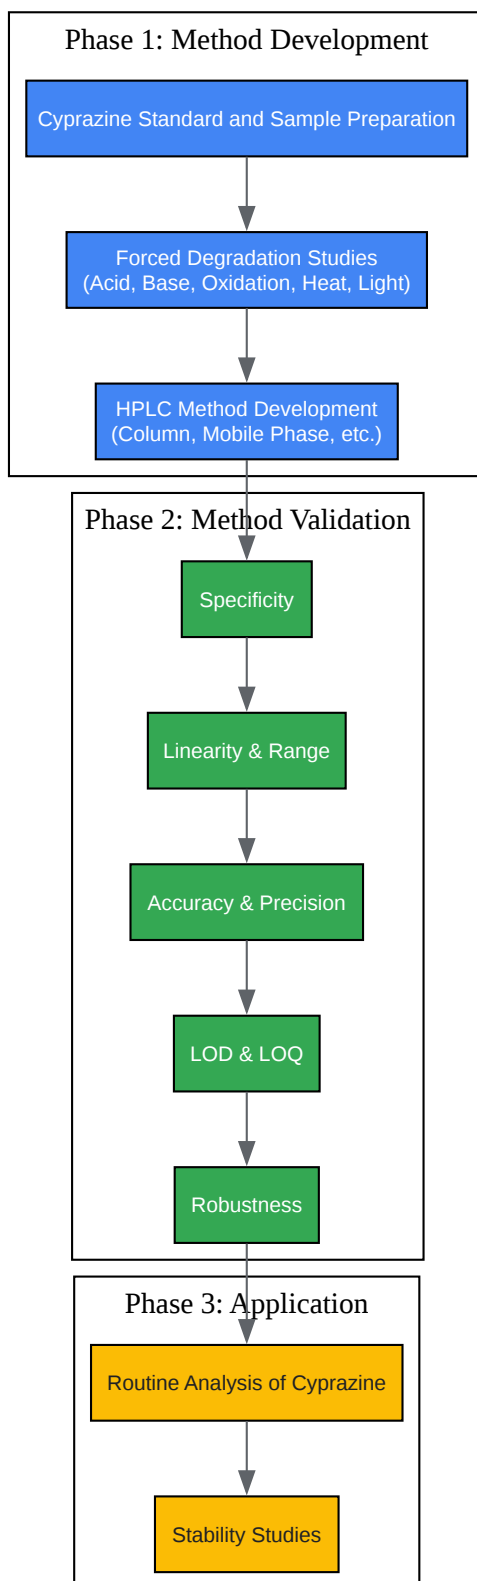 Phase 1: Method Development
Cyprazine Standard and Sample Preparation
Forced Degradation Studies
(Acid, Base, Oxidation, Heat, Light)
HPLC Method Development
(Column, Mobile Phase, etc.)
Phase 2: Method Validation
Specificity
Linearity & Range
Accuracy & Precision
LOD & LOQ
Robustness
Phase 3: Application
Routine Analysis of Cyprazine
Stability Studies